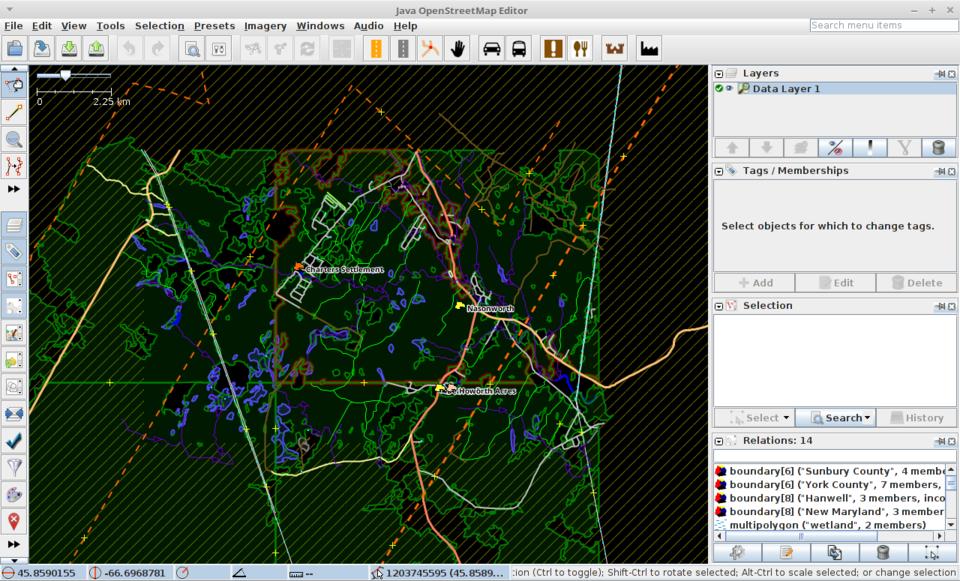 Java OpenStreetMap Editor
File Edit View Tools Selection Presets Imagery Windows Audio Help
Search menu items
0 2.25 km
Charters Settlement
Nasonworth
Howorth Acres
Layers
Data Layer 1
Tags / Memberships
Select objects for which to change tags.
Add Edit Delete
Selection
Select Search History
Relations: 14
boundary[6] ("Sunbury County", 4 membe
boundary[6] ("York County", 7 members,
boundary[8] ("Hanwell", 3 members, inco
boundary[8] ("New Maryland", 3 member
multipolygon ("wetland", 2 members)
45.8590155 -66.6968781 -- 1203745595 (45.8589... :ion (Ctrl to toggle); Shift-Ctrl to rotate selected; Alt-Ctrl to scale selected; or change selection